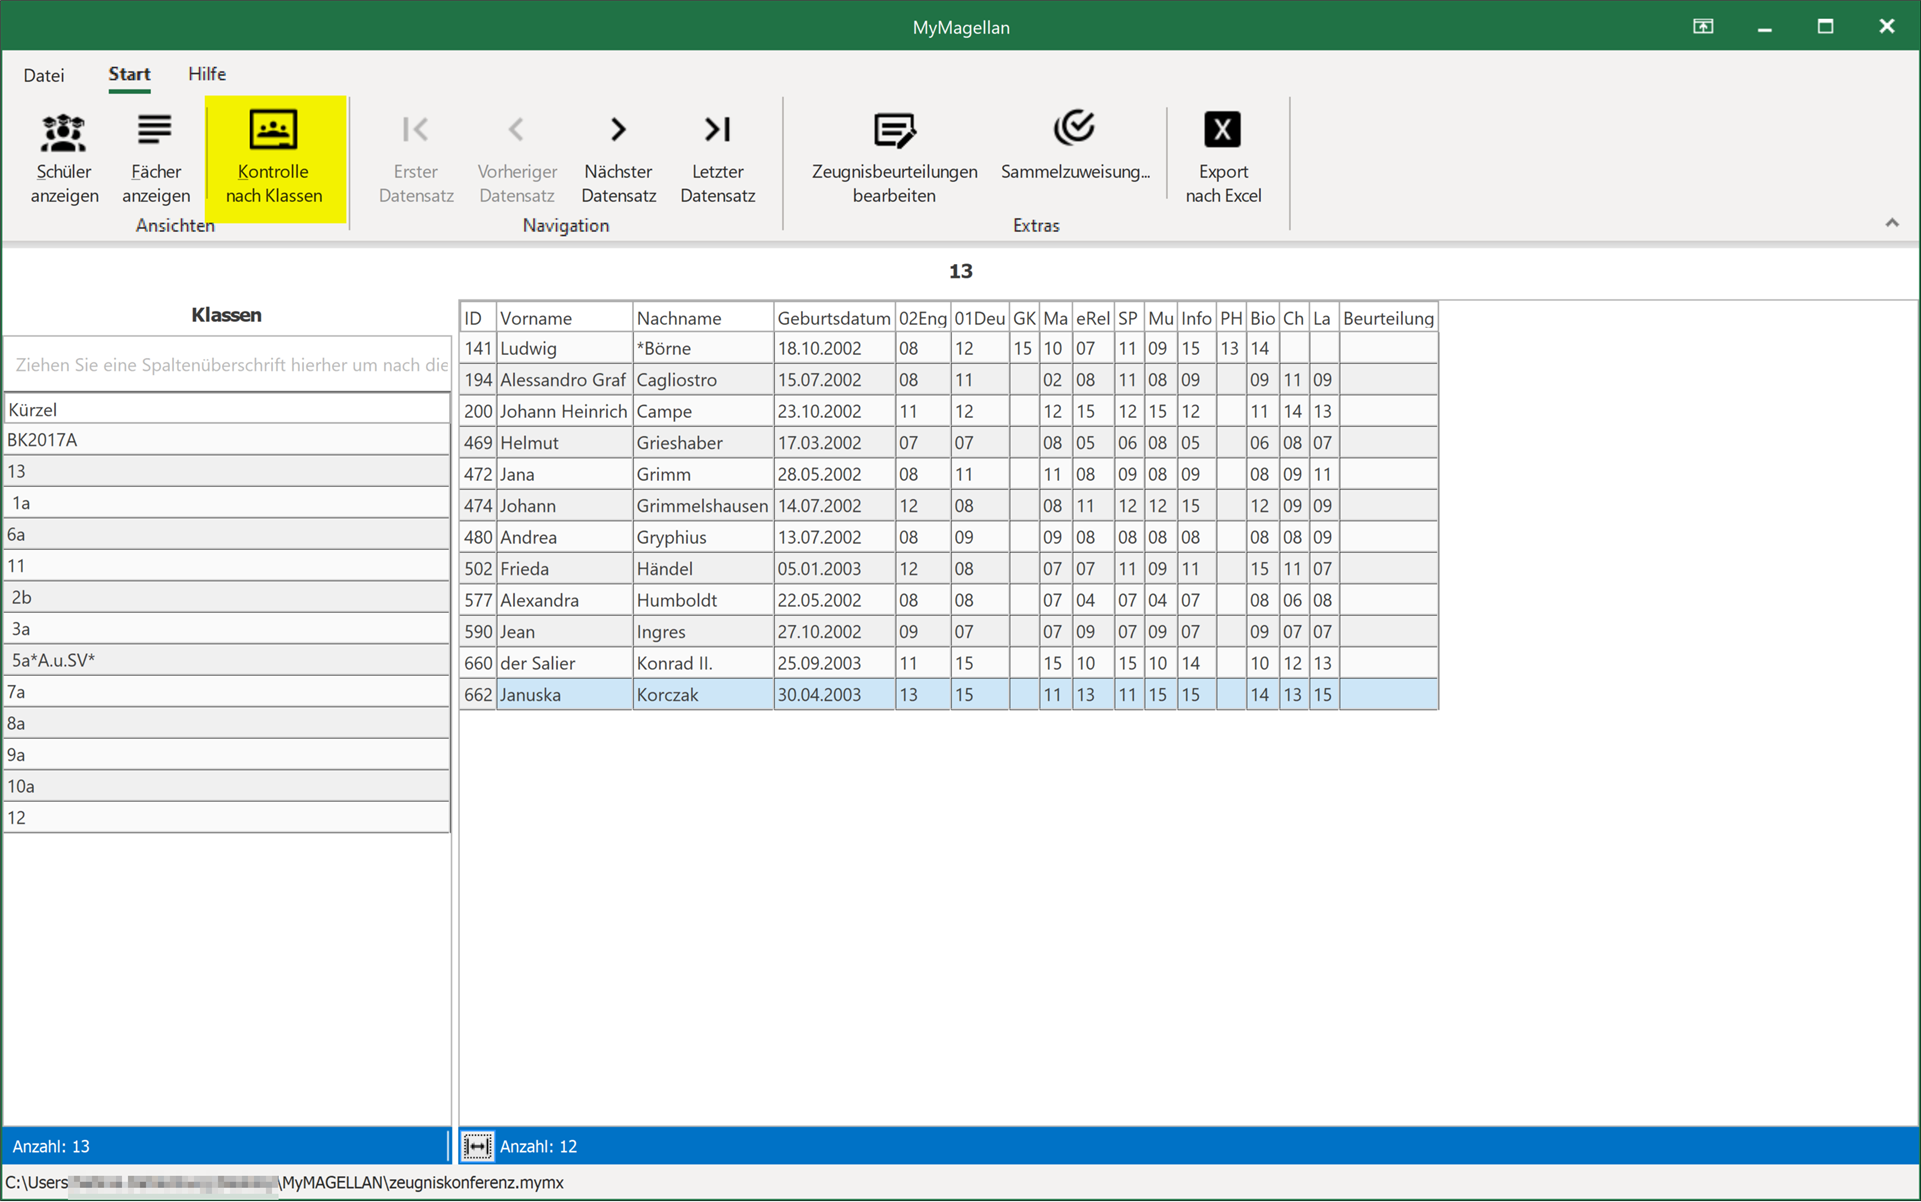 MyMagellan
Datei Start Hilfe
Schüler anzeigen
Fächer anzeigen
Kontrolle nach Klassen
Ansichten
Erster Datensatz
Vorheriger Datensatz
Nächster Datensatz
Letzter Datensatz
Navigation
Zeugnisbeurteilungen bearbeiten
Sammelzuweisung...
Export nach Excel
Extras
13
Klassen
Ziehen Sie eine Spaltenüberschrift hierher um nach die
Kürzel
BK2017A
13
1a
6a
11
2b
3a
5a*A.u.SV*
7a
8a
9a
10a
12
Anzahl: 13
ID Vorname Nachname Geburtsdatum 02Eng 01Deu GK Ma eRel SP Mu Info PH Bio Ch La Beurteilung
141 Ludwig *Börne 18.10.2002 08 12 15 10 07 11 09 15 13 14
194 Alessandro Graf Cagliostro 15.07.2002 08 11 02 08 11 08 09 09 11 09
200 Johann Heinrich Campe 23.10.2002 11 12 12 15 12 15 12 11 14 13
469 Helmut Grieshaber 17.03.2002 07 07 08 05 06 08 05 06 08 07
472 Jana Grimm 28.05.2002 08 11 11 08 09 08 09 08 09 11
474 Johann Grimmelshausen 14.07.2002 12 08 08 11 12 12 15 12 09 09
480 Andrea Gryphius 13.07.2002 08 09 09 08 08 08 08 08 08 09
502 Frieda Händel 05.01.2003 12 08 07 07 11 09 11 15 11 07
577 Alexandra Humboldt 22.05.2002 08 08 07 04 07 04 07 08 06 08
590 Jean Ingres 27.10.2002 09 07 07 09 07 09 07 09 07 07
660 der Salier Konrad II. 25.09.2003 11 15 15 10 15 10 14 10 12 13
662 Januska Korczak 30.04.2003 13 15 11 13 11 15 15 14 13 15
Anzahl: 12
C:\Users \MyMAGELLAN\zeugniskonferenz.mymx